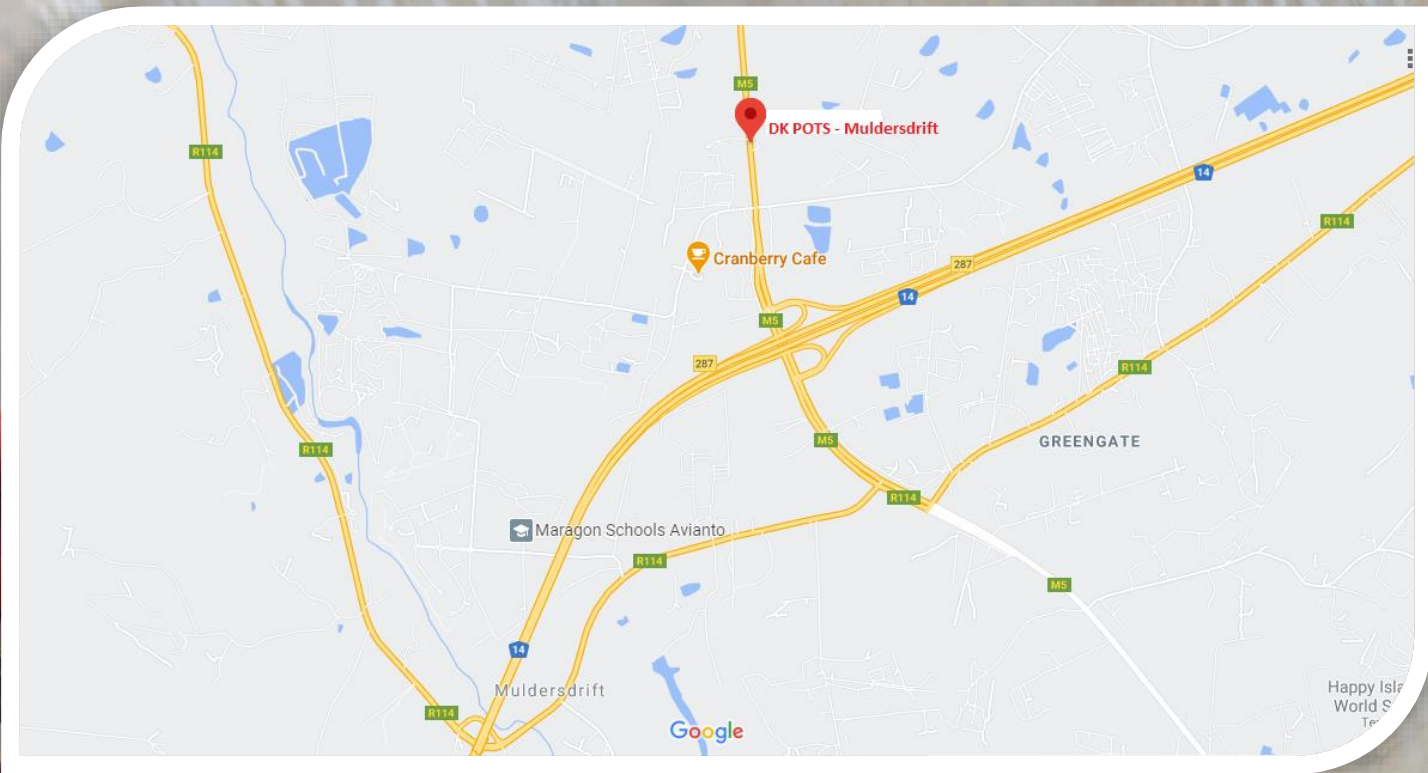 M5
DK POTS - Muldersdrift
R114
14
R114
Cranberry Cafe
287
14
M5
287
R114
M5
GREENGATE
R114
R114
Maragon Schools Avianto
R114
M5
14
Muldersdrift
Happy Isla
World S
R114
Google